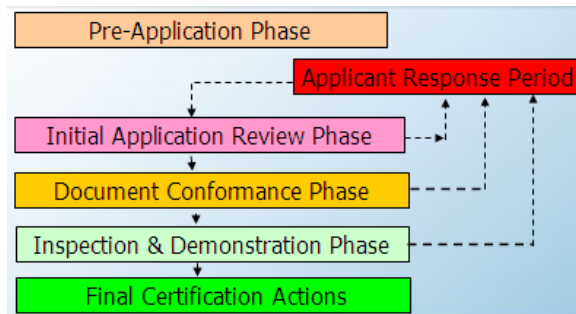 Pre-Application Phase
Applicant Response Period
Initial Application Review Phase
Document Conformance Phase
Inspection & Demonstration Phase
Final Certification Actions